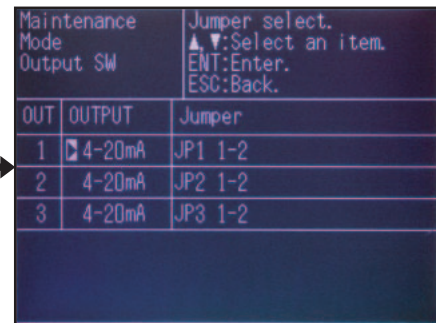 Maintenance
Mode
Output SW
Jumper select.
▲,▼:Select an item.
ENT:Enter.
ESC:Back.
OUT OUTPUT Jumper
1 4-20mA JP1 1-2
2 4-20mA JP2 1-2
3 4-20mA JP3 1-2